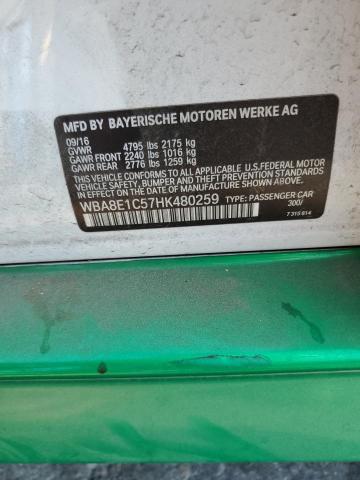 MFD BY BAYERISCHE MOTOREN WERKE AG
09/16
GVWR 4795 lbs 2175 kg
GAWR FRONT 2240 lbs 1016 kg
GAWR REAR 2776 lbs 1259 kg
THIS VEHICLE CONFORMS TO ALL APPLICABLE U.S.FEDERAL MOTOR
VEHICLE SAFETY, BUMPER, AND THEFT PREVENTION STANDARDS IN
EFFECT ON THE DATE OF MANUFACTURE SHOWN ABOVE.
WBA8E1C57HK480259 TYPE: PASSENGER CAR
300/
7 315 814